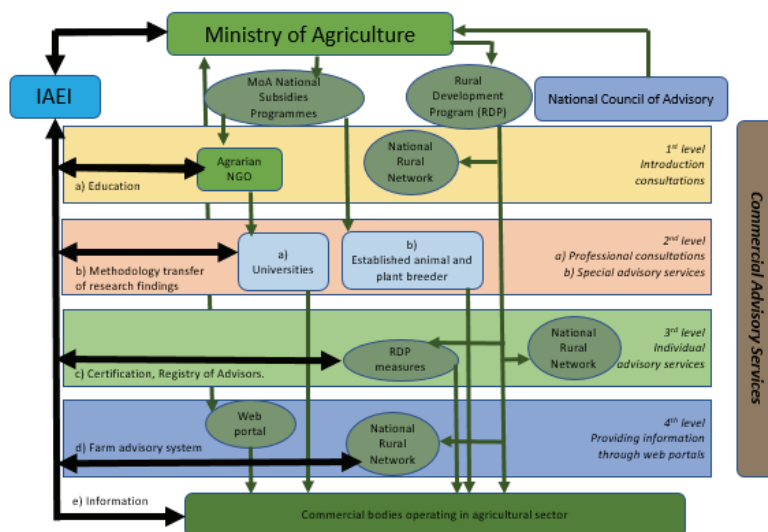 Ministry of Agriculture
IAEI
MoA National
Subsidies
Programmes
Rural
Development
Program (RDP)
National Council of Advisory
National
Rural
Network
1st level
Introduction
consultations
Agrarian
NGO
a) Education
2nd level
a) Professional consultations
b) Special advisory services
a)
Universities
b)
Established animal and
plant breeder
b) Methodology transfer
of research findings
3rd level
Individual
advisory services
National
Rural
Network
RDP
measures
c) Certification, Registry of Advisors.
4th level
Providing information
through web portals
Web
portal
National
Rural
Network
d) Farm advisory system
e) Information
Commercial bodies operating in agricultural sector
Commercial Advisory Services